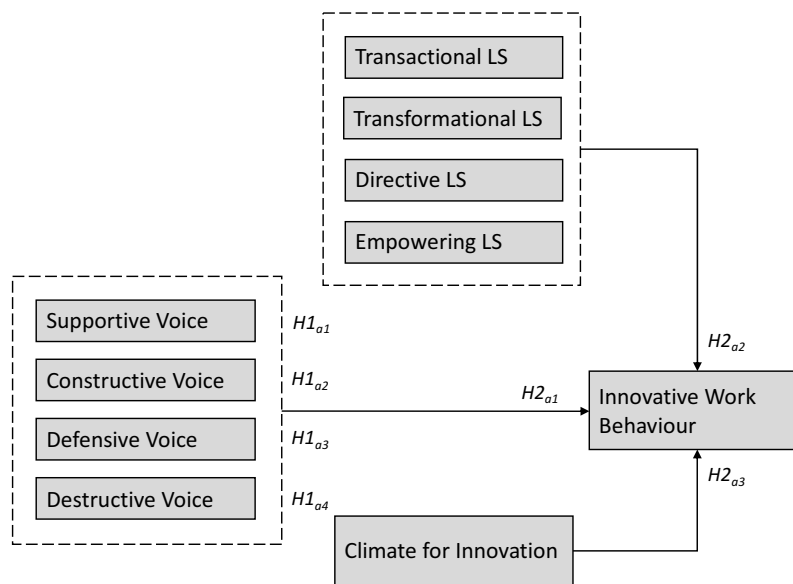 Transactional LS
Transformational LS
Directive LS
Empowering LS
Supportive Voice
H1a1
Constructive Voice
H1a2
Defensive Voice
H1a3
Destructive Voice
H1a4
H2a1
H2a2
Innovative Work
Behaviour
H2a3
Climate for Innovation